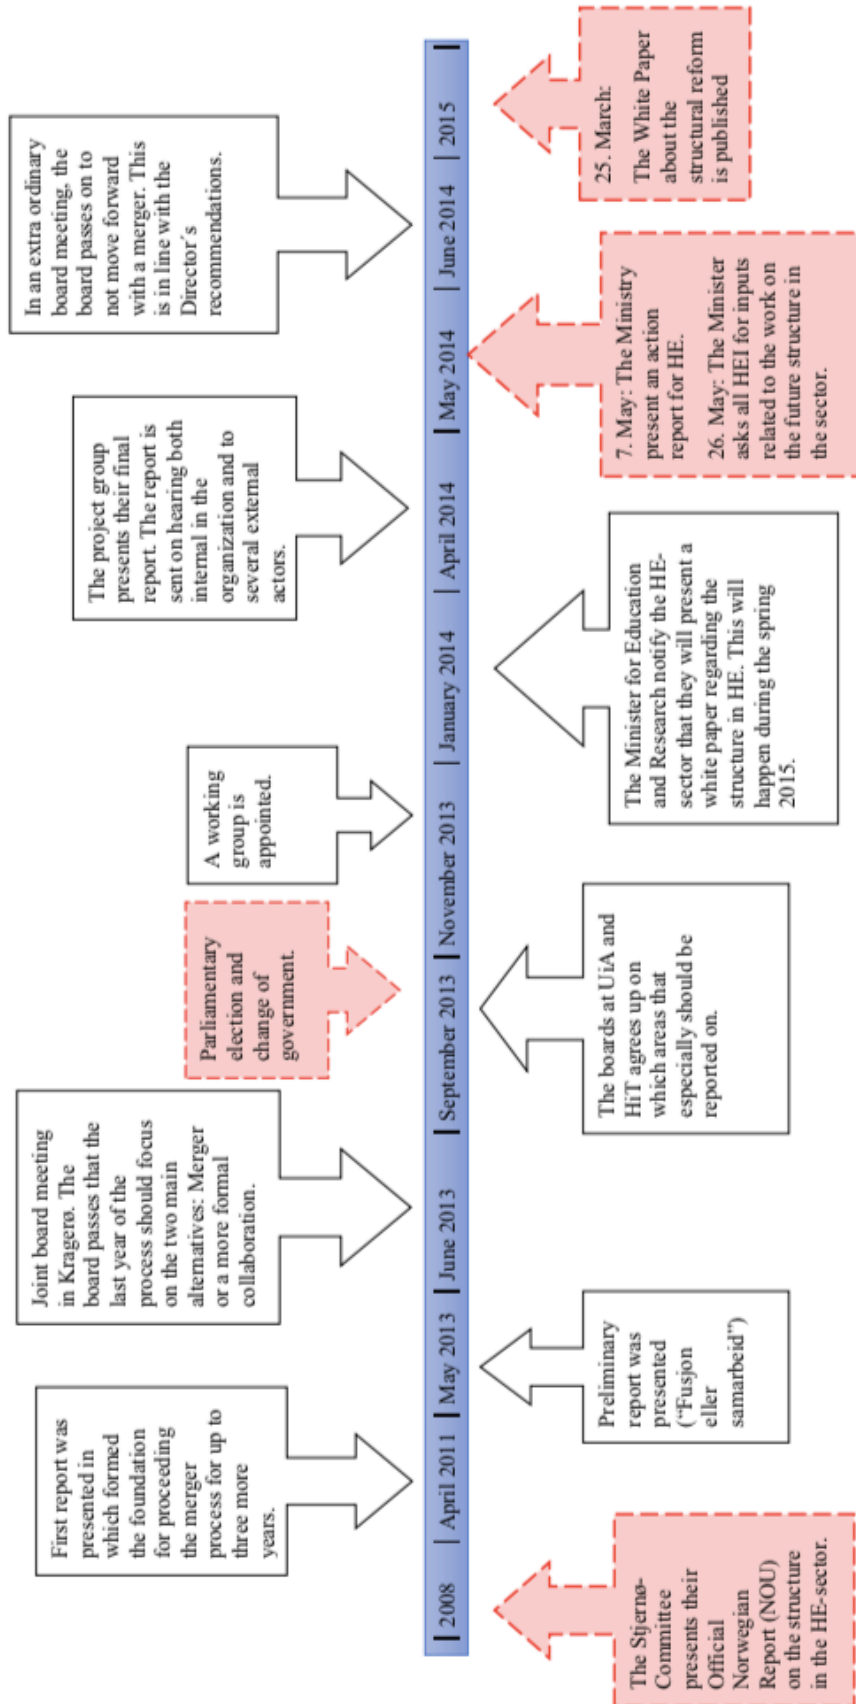 First report was
presented in
which formed
the foundation
for proceeding
the merger
process for up to
three more
years.
Joint board meeting
in Kragerø. The
board passes that the
last year of the
process should focus
on the two main
alternatives: Merger
or a more formal
collaboration.
Parliamentary
election and
change of
government.
A working
group is
appointed.
The project group
presents their final
report. The report is
sent on hearing both
internal in the
organization and to
several external
actors.
In an extra ordinary
board meeting, the
board passes on to
not move forward
with a merger. This
is in line with the
Director´s
recommendations.
| 2008 | April 2011 | May 2013 | June 2013 | September 2013 | November 2013 | January 2014 | April 2014 | May 2014 | June 2014 | 2015 |
The Stjernø-
Committee
presents their
Official
Norwegian
Report (NOU)
on the structure
in the HE-sector.
Preliminary
report was
presented
(“Fusjon
eller
samarbeid”)
The boards at UiA and
HiT agrees up on
which areas that
especially should be
reported on.
The Minister for Education
and Research notify the HE-
sector that they will present a
white paper regarding the
structure in HE. This will
happen during the spring
2015.
7. May: The Ministry
present an action
report for HE.
26. May: The Minister
asks all HEI for inputs
related to the work on
the future structure in
the sector.
25. March:
The White Paper
about the
structural reform
is published